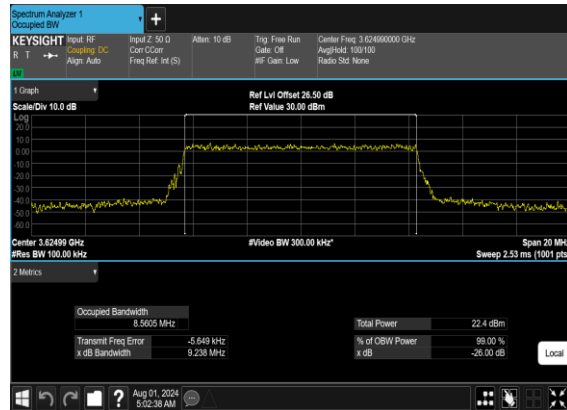 Spectrum Analyzer 1
Occupied BW
+
KEYSIGHT
R T
LXI
Input: RF
Coupling: DC
Align: Auto
Input Z: 50 Ω
Corr CCorr
Freq Ref: Int (S)
Atten: 10 dB
Trig: Free Run
Gate: Off
#IF Gain: Low
Center Freq: 3.624990000 GHz
Avg|Hold: 100/100
Radio Std: None
1 Graph
Scale/Div 10.0 dB
Ref Lvl Offset 26.50 dB
Ref Value 30.00 dBm
Log
20.0
10.0
0.00
-10.0
-20.0
-30.0
-40.0
-50.0
-60.0
Center 3.62499 GHz
#Res BW 100.00 kHz
#Video BW 300.00 kHz*
Span 20 MHz
Sweep 2.53 ms (1001 pts
2 Metrics
Occupied Bandwidth
8.5605 MHz
Transmit Freq Error -5.649 kHz
x dB Bandwidth 9.238 MHz
Total Power 22.4 dBm
% of OBW Power 99.00 %
x dB -26.00 dB
Local
?
Aug 01, 2024
5:02:38 AM